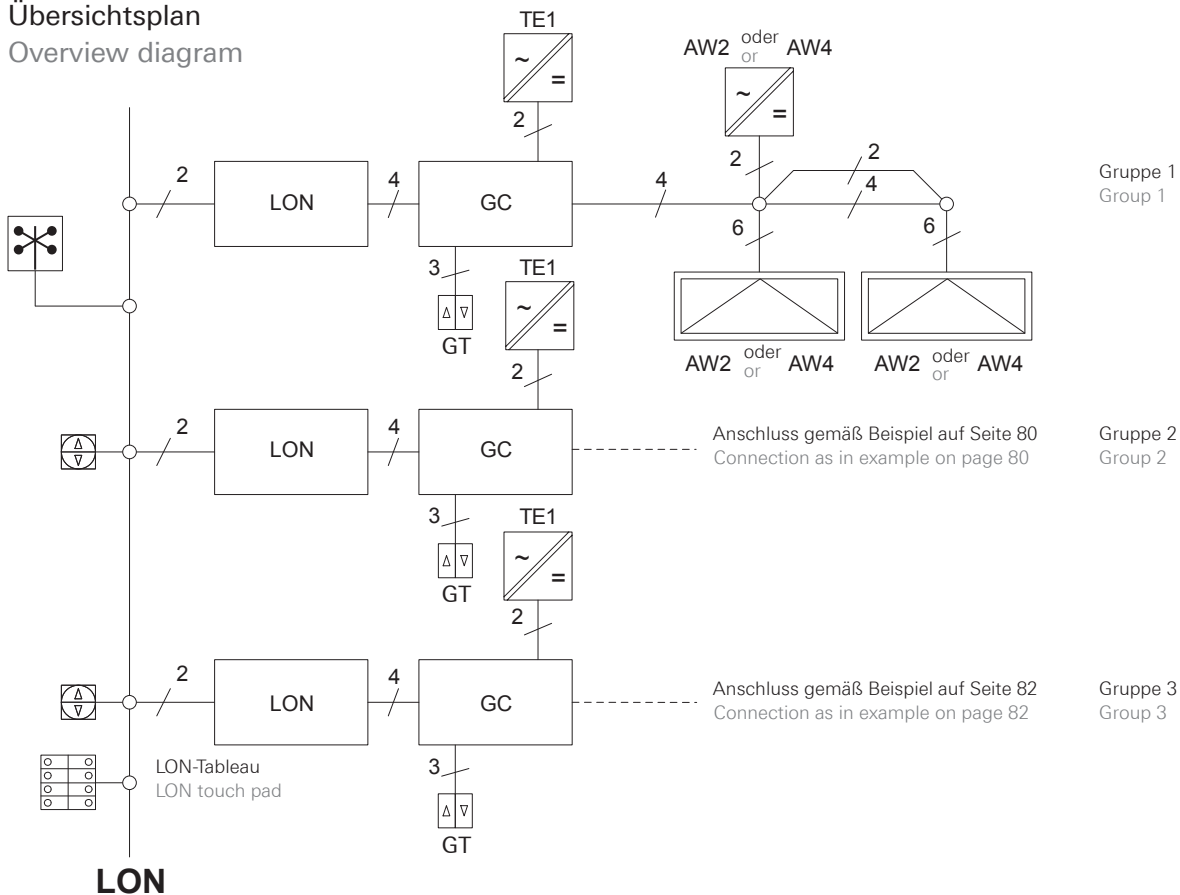 Übersichtsplan
Overview diagram
TE1
~
=
2
AW2 oder AW4
or
~
=
2
2
LON
4
GC
4
2
4
Gruppe 1
Group 1
6
6
3
GT
AW2 oder AW4
or
AW2 oder AW4
or
TE1
~
=
2
2
LON
4
GC
Anschluss gemäß Beispiel auf Seite 80
Connection as in example on page 80
Gruppe 2
Group 2
3
GT
TE1
~
=
2
2
LON
4
GC
Anschluss gemäß Beispiel auf Seite 82
Connection as in example on page 82
Gruppe 3
Group 3
LON-Tableau
LON touch pad
3
GT
LON